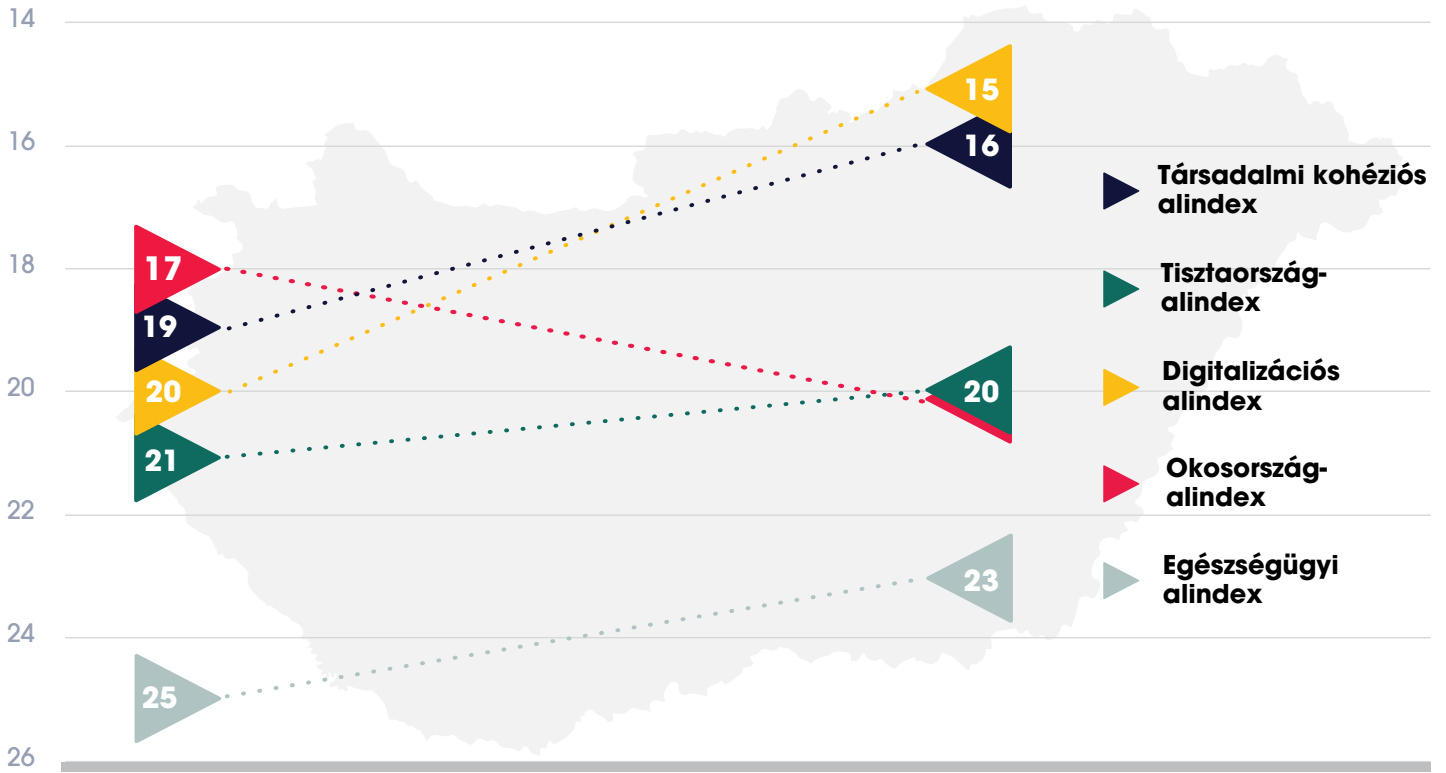 14
16
18
20
22
24
26
17
19
20
21
25
15
16
20
23
Társadalmi kohéziós
alindex
Tisztaország-
alindex
Digitalizációs
alindex
Okosország-
alindex
Egészségügyi
alindex